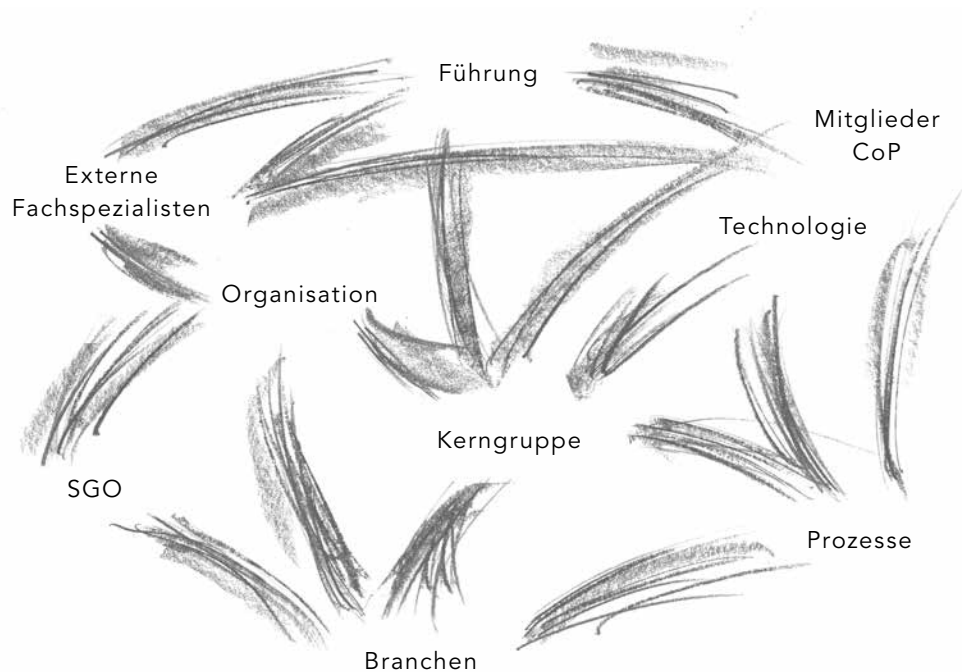 Führung
Mitglieder
CoP
Externe
Fachspezialisten
Technologie
Organisation
Kerngruppe
SGO
Prozesse
Branchen